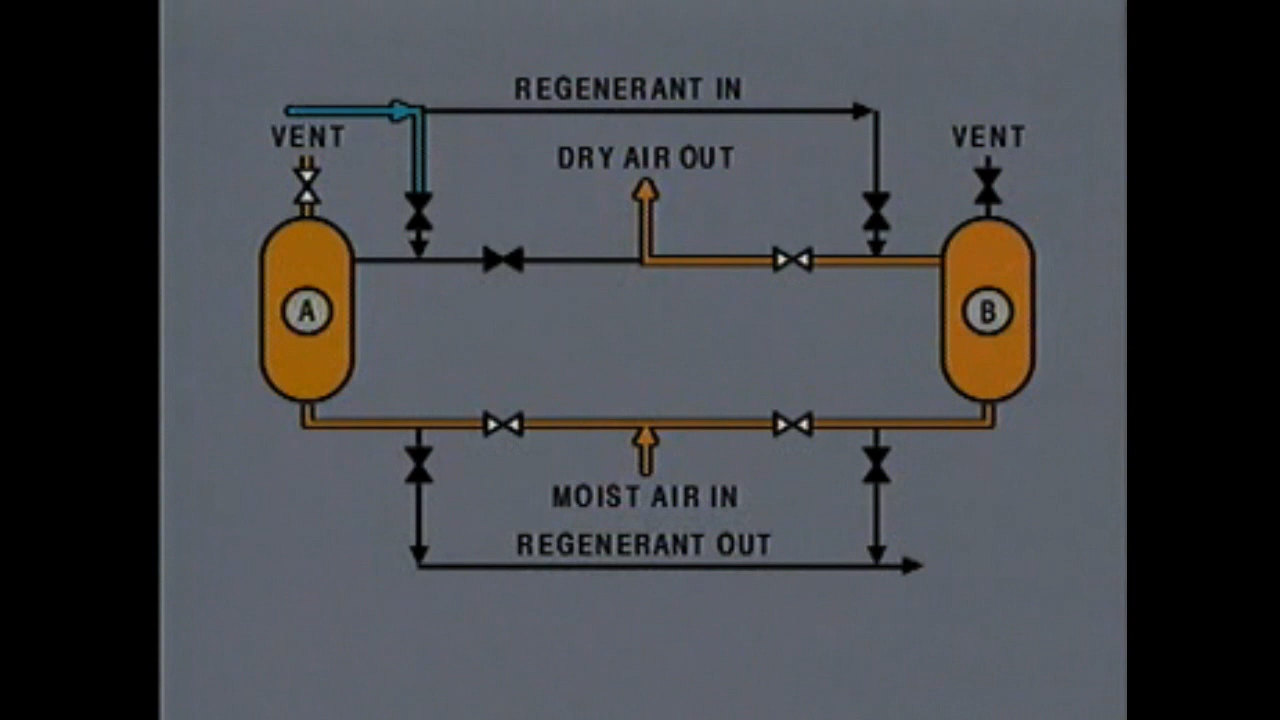 REGENERANT IN
VENT
DRY AIR OUT
VENT
A
B
MOIST AIR IN
REGENERANT OUT